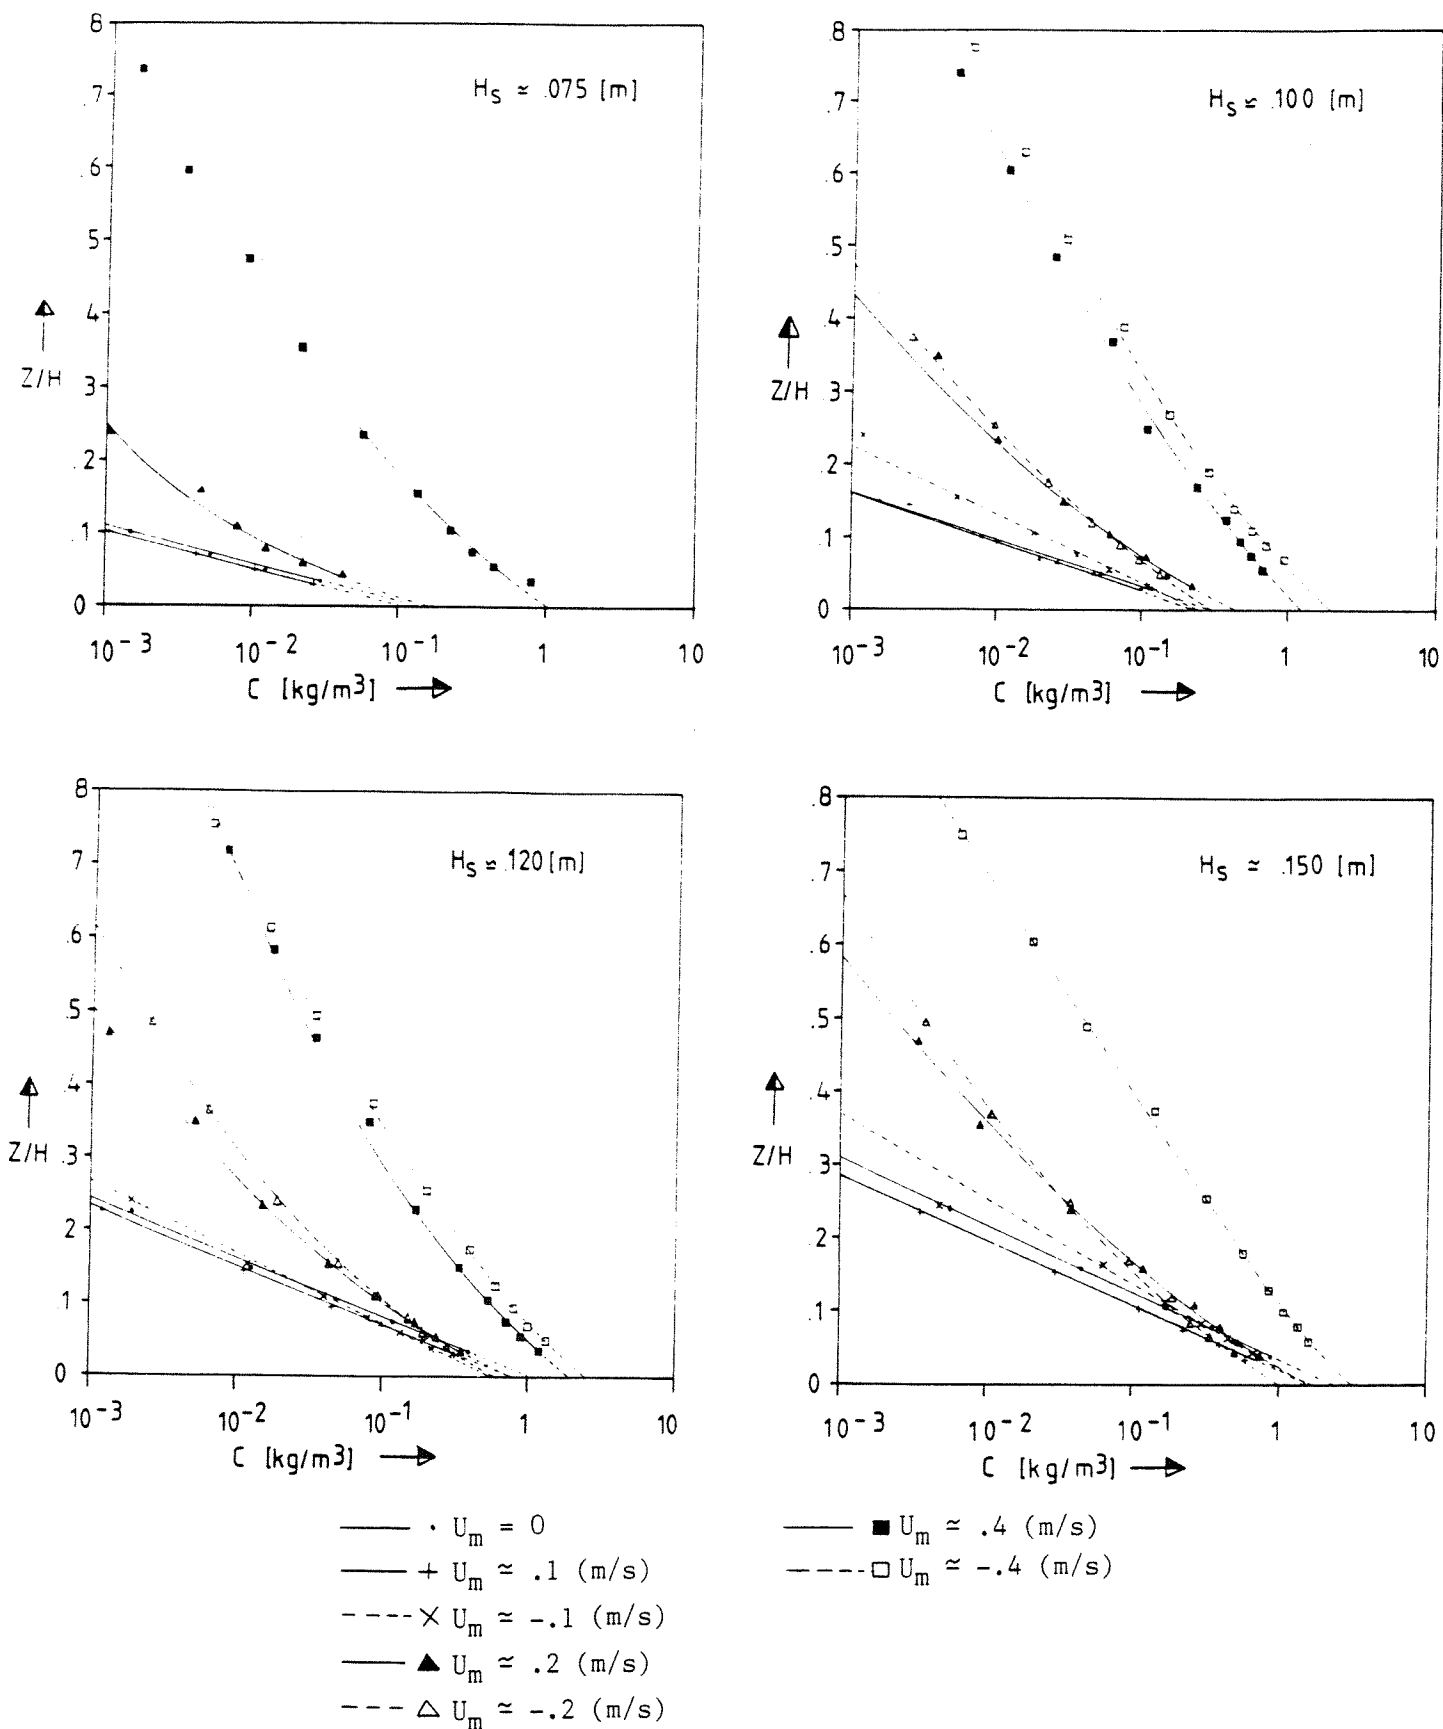 .8
.7
.6
.5
.4
.3
.2
.1
0
Z/H
H_s ≃ .075 [m]
10^-3 10^-2 10^-1 1 10
C [kg/m^3]
.8
.7
.6
.5
.4
.3
.2
.1
0
Z/H
H_s ≃ .100 [m]
10^-3 10^-2 10^-1 1 10
C [kg/m^3]
.8
.7
.6
.5
.4
.3
.2
.1
0
Z/H
H_s ≃ .120 [m]
10^-3 10^-2 10^-1 1 10
C [kg/m^3]
.8
.7
.6
.5
.4
.3
.2
.1
0
Z/H
H_s ≃ .150 [m]
10^-3 10^-2 10^-1 1 10
C [kg/m^3]
U_m = 0
U_m ≃ .1 (m/s)
U_m ≃ -.1 (m/s)
U_m ≃ .2 (m/s)
U_m ≃ -.2 (m/s)
U_m ≃ .4 (m/s)
U_m ≃ -.4 (m/s)